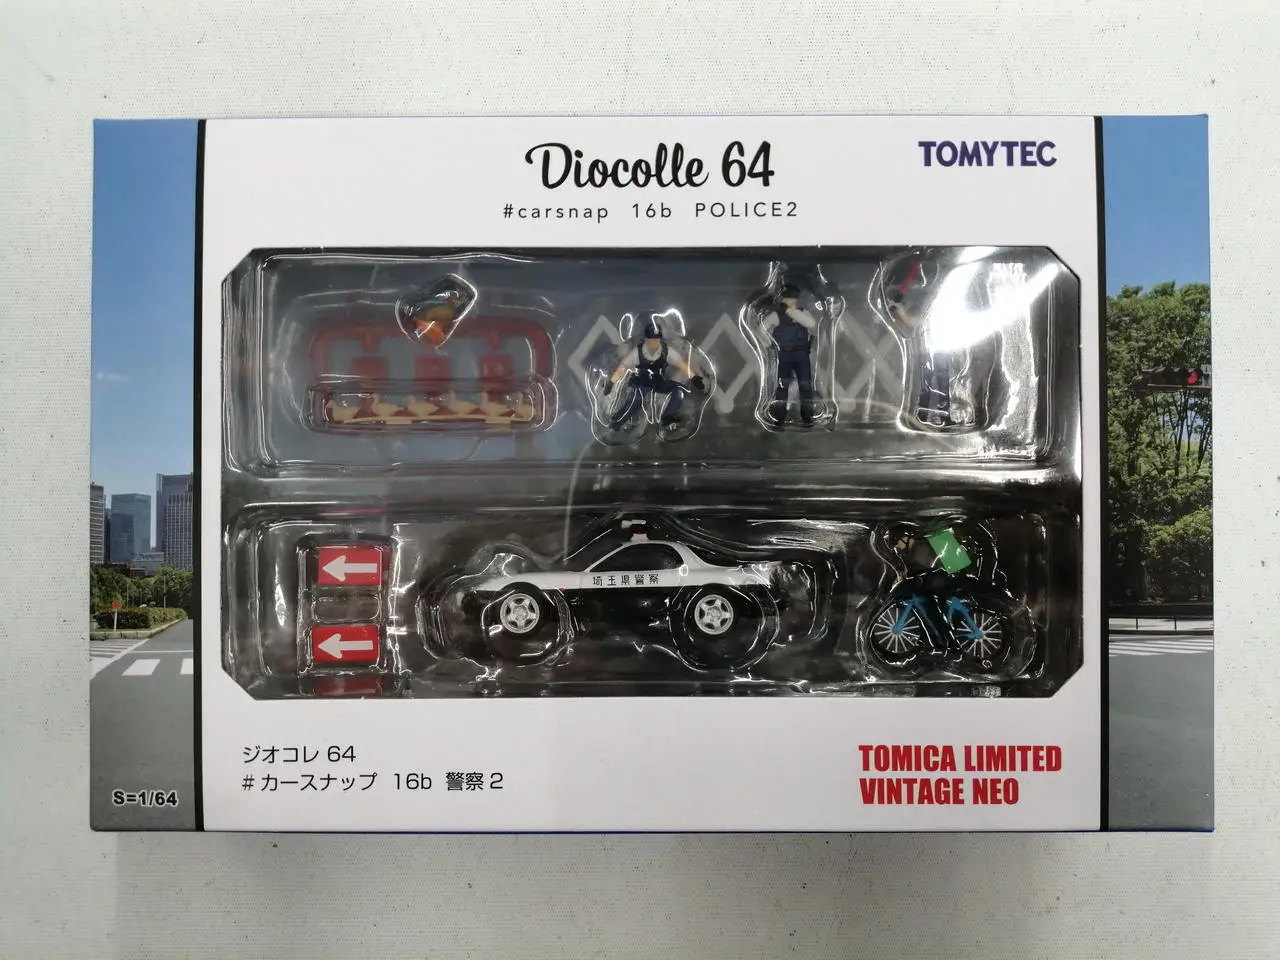 Diocolle 64
TOMYTEC
#carsnap 16b POLICE2
埼玉県警察
ジオコレ 64
#カースナップ 16b 警察2
TOMICA LIMITED
VINTAGE NEO
S=1/64